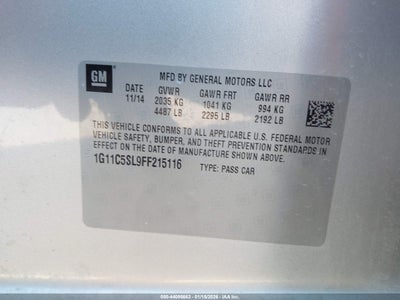 GM
MFD BY GENERAL MOTORS LLC
DATE GVWR GAWR FRT GAWR RR
11/14 2035 KG 1041 KG 994 KG
4487 LB 2295 LB 2192 LB
THIS VEHICLE CONFORMS TO ALL APPLICABLE U.S. FEDERAL MOTOR
VEHICLE SAFETY, BUMPER, AND THEFT PREVENTION STANDARDS IN
EFFECT ON THE DATE OF MANUFACTURE SHOWN ABOVE.
1G11C5SL9FF215116 TYPE: PASS CAR